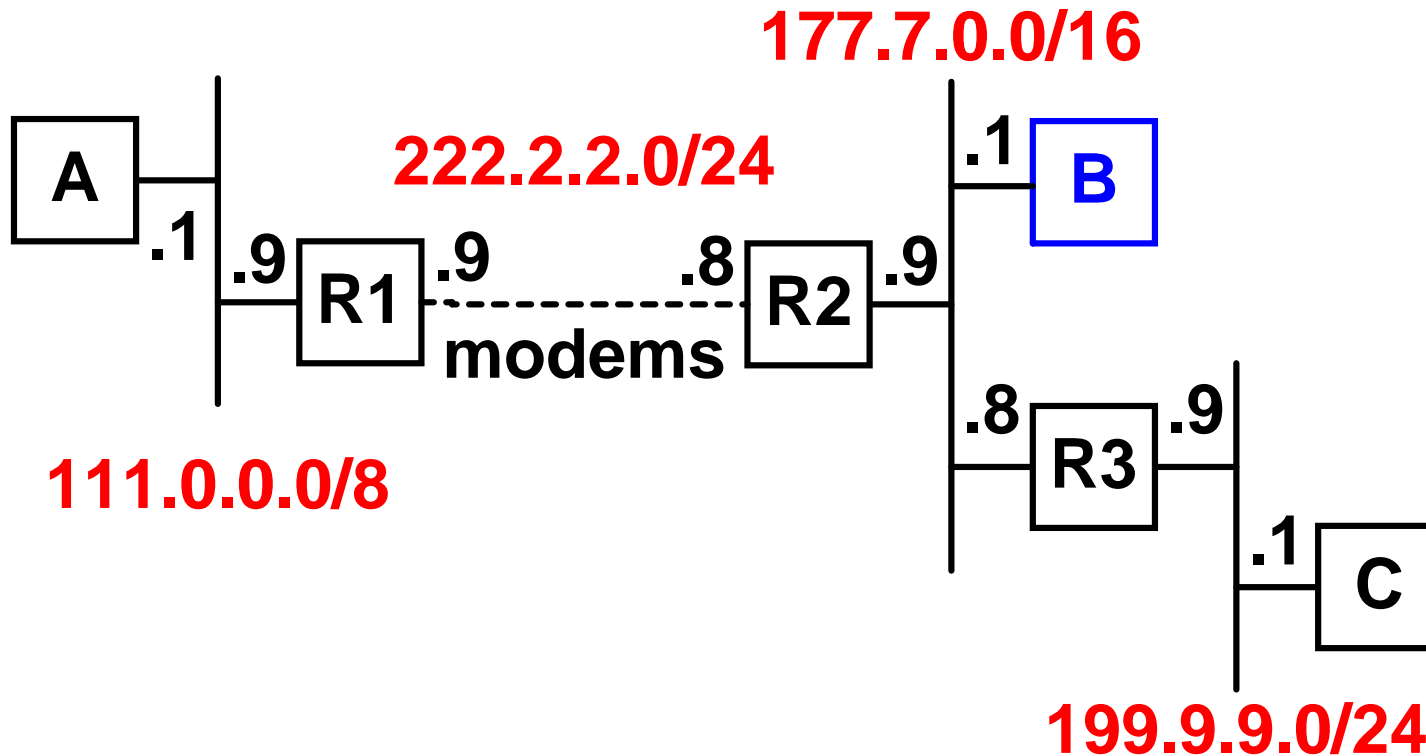 177.7.0.0/16
222.2.2.0/24
A
.1
.9
R1
.9
modems
.8
R2
.9
.1
B
.8
R3
.9
.1
C
111.0.0.0/8
199.9.9.0/24